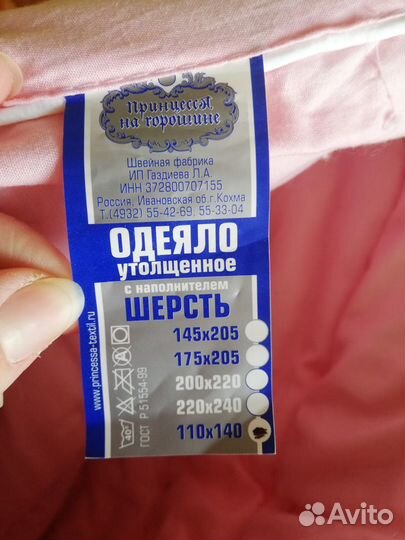 Принцесса
на горошине
Швейная фабрика
ИП Газдиева Л.А.
ИНН 372800707155
Россия, Ивановская об.г.Кохма
Т.(4932) 55-42-69, 55-33-04
ОДЕЯЛО
утолщенное
с наполнителем
ШЕРСТЬ
145х205
175х205
200х220
220х240
110х140
www.princessa-textil.ru
40°
ГОСТ Р 51554-99
Avito